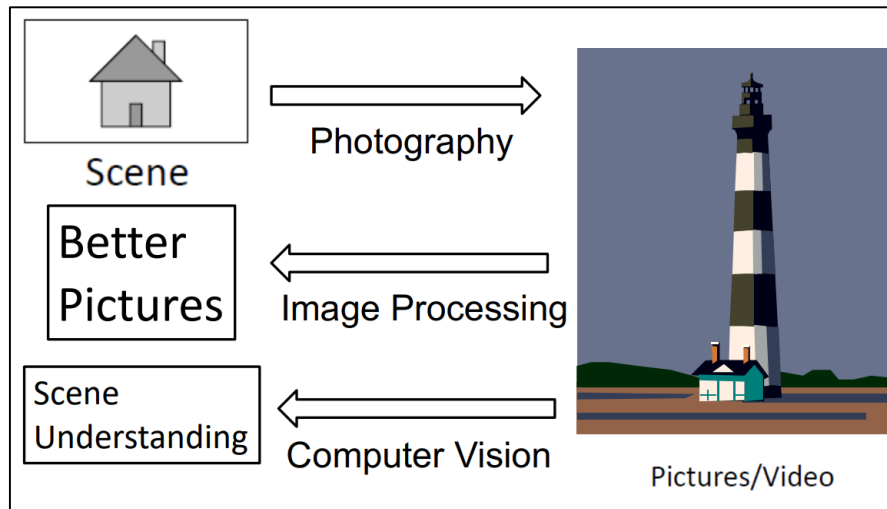 Scene
Photography
Better
Pictures
Image Processing
Scene
Understanding
Computer Vision
Pictures/Video